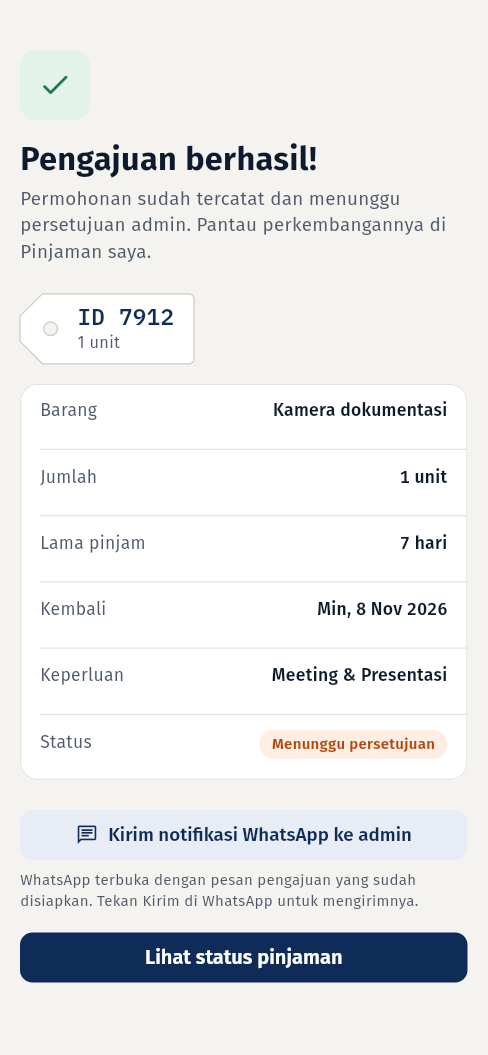 Pengajuan berhasil!
Permohonan sudah tercatat dan menunggu
persetujuan admin. Pantau perkembangannya di
Pinjaman saya.
ID 7912
1 unit
Barang Kamera dokumentasi
Jumlah 1 unit
Lama pinjam 7 hari
Kembali Min, 8 Nov 2026
Keperluan Meeting & Presentasi
Status Menunggu persetujuan
Kirim notifikasi WhatsApp ke admin
WhatsApp terbuka dengan pesan pengajuan yang sudah
disiapkan. Tekan Kirim di WhatsApp untuk mengirimnya.
Lihat status pinjaman